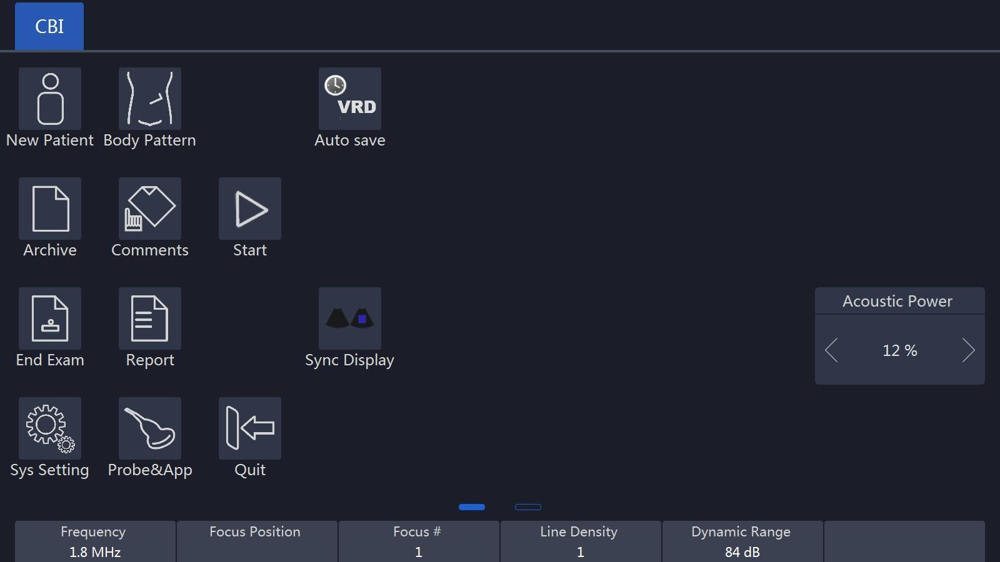 CBI
VRD
New Patient
Body Pattern
Auto save
Archive
Comments
Start
Acoustic Power
12 %
End Exam
Report
Sync Display
Sys Setting
Probe&App
Quit
Frequency
Focus Position
Focus #
Line Density
Dynamic Range
1.8 MHz
1
1
84 dB